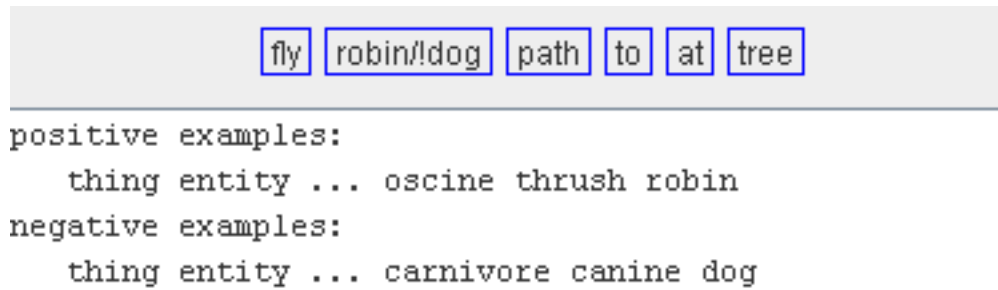 fly robin/!dog path to at tree
positive examples:
thing entity ... oscine thrush robin
negative examples:
thing entity ... carnivore canine dog